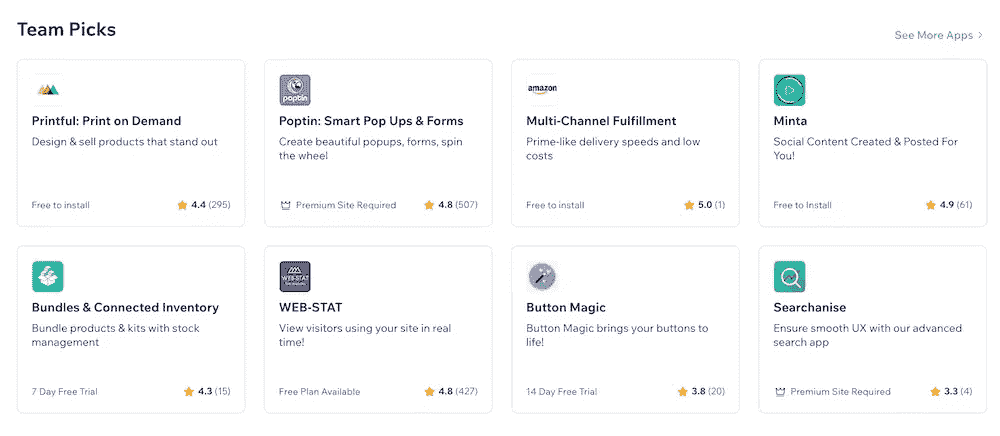 Team Picks
See More Apps >
Printful: Print on Demand
Design & sell products that stand out
Free to install
4.4 (295)
poptin
Poptin: Smart Pop Ups & Forms
Create beautiful popups, forms, spin
the wheel
Premium Site Required
4.8 (507)
amazon
Multi-Channel Fulfillment
Prime-like delivery speeds and low
costs
Free to install
5.0 (1)
Minta
Social Content Created & Posted For
You!
Free to Install
4.9 (61)
Bundles & Connected Inventory
Bundle products & kits with stock
management
7 Day Free Trial
4.3 (15)
WEB-STAT
WEB-STAT
View visitors using your site in real
time!
Free Plan Available
4.8 (427)
Button Magic
Button Magic brings your buttons to
life!
14 Day Free Trial
3.8 (20)
Searchanise
Ensure smooth UX with our advanced
search app
Premium Site Required
3.3 (4)